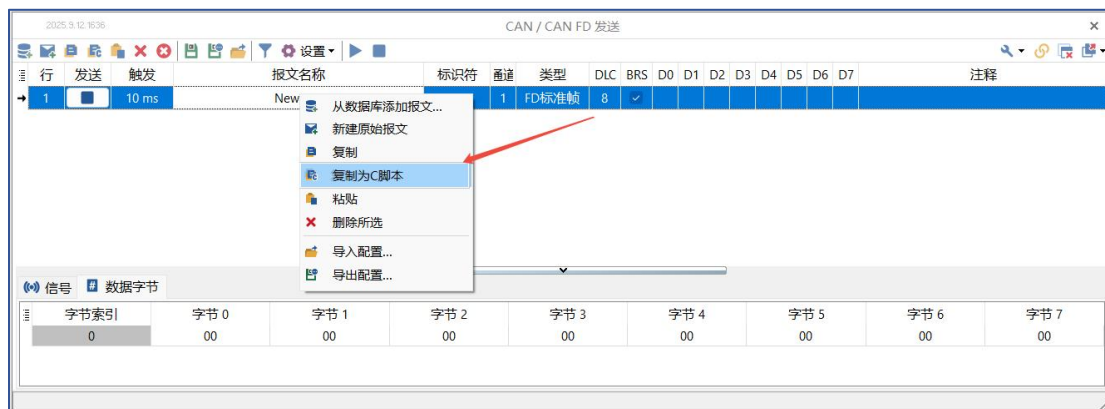 2025.9.12.1636 CAN / CAN FD 发送
设置
行 发送 触发 报文名称 标识符 通道 类型 DLC BRS D0 D1 D2 D3 D4 D5 D6 D7 注释
1 10 ms New 1 FD标准帧 8
从数据库添加报文...
新建原始报文
复制
复制为C脚本
粘贴
删除所选
导入配置...
导出配置...
信号 数据字节
字节索引 字节 0 字节 1 字节 2 字节 3 字节 4 字节 5 字节 6 字节 7
0 00 00 00 00 00 00 00 00